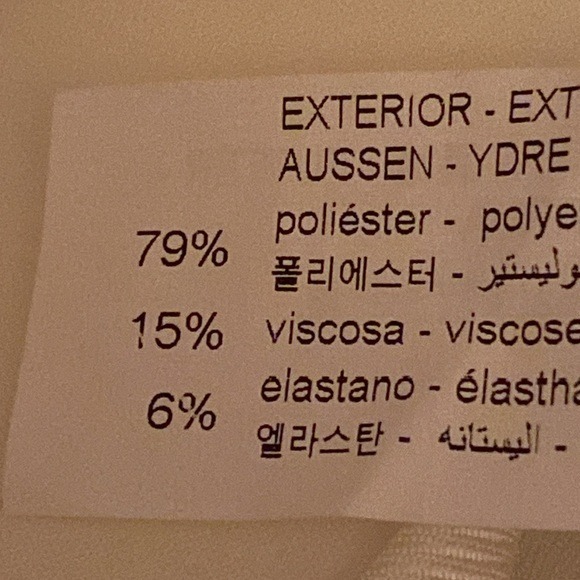 EXTERIOR - EXT
AUSSEN - YDRE
79% poliéster - polye
폴리에스터 - وليستير
15% viscosa - viscose
6% elastano - élastha
엘라스탄 - اليستانه -